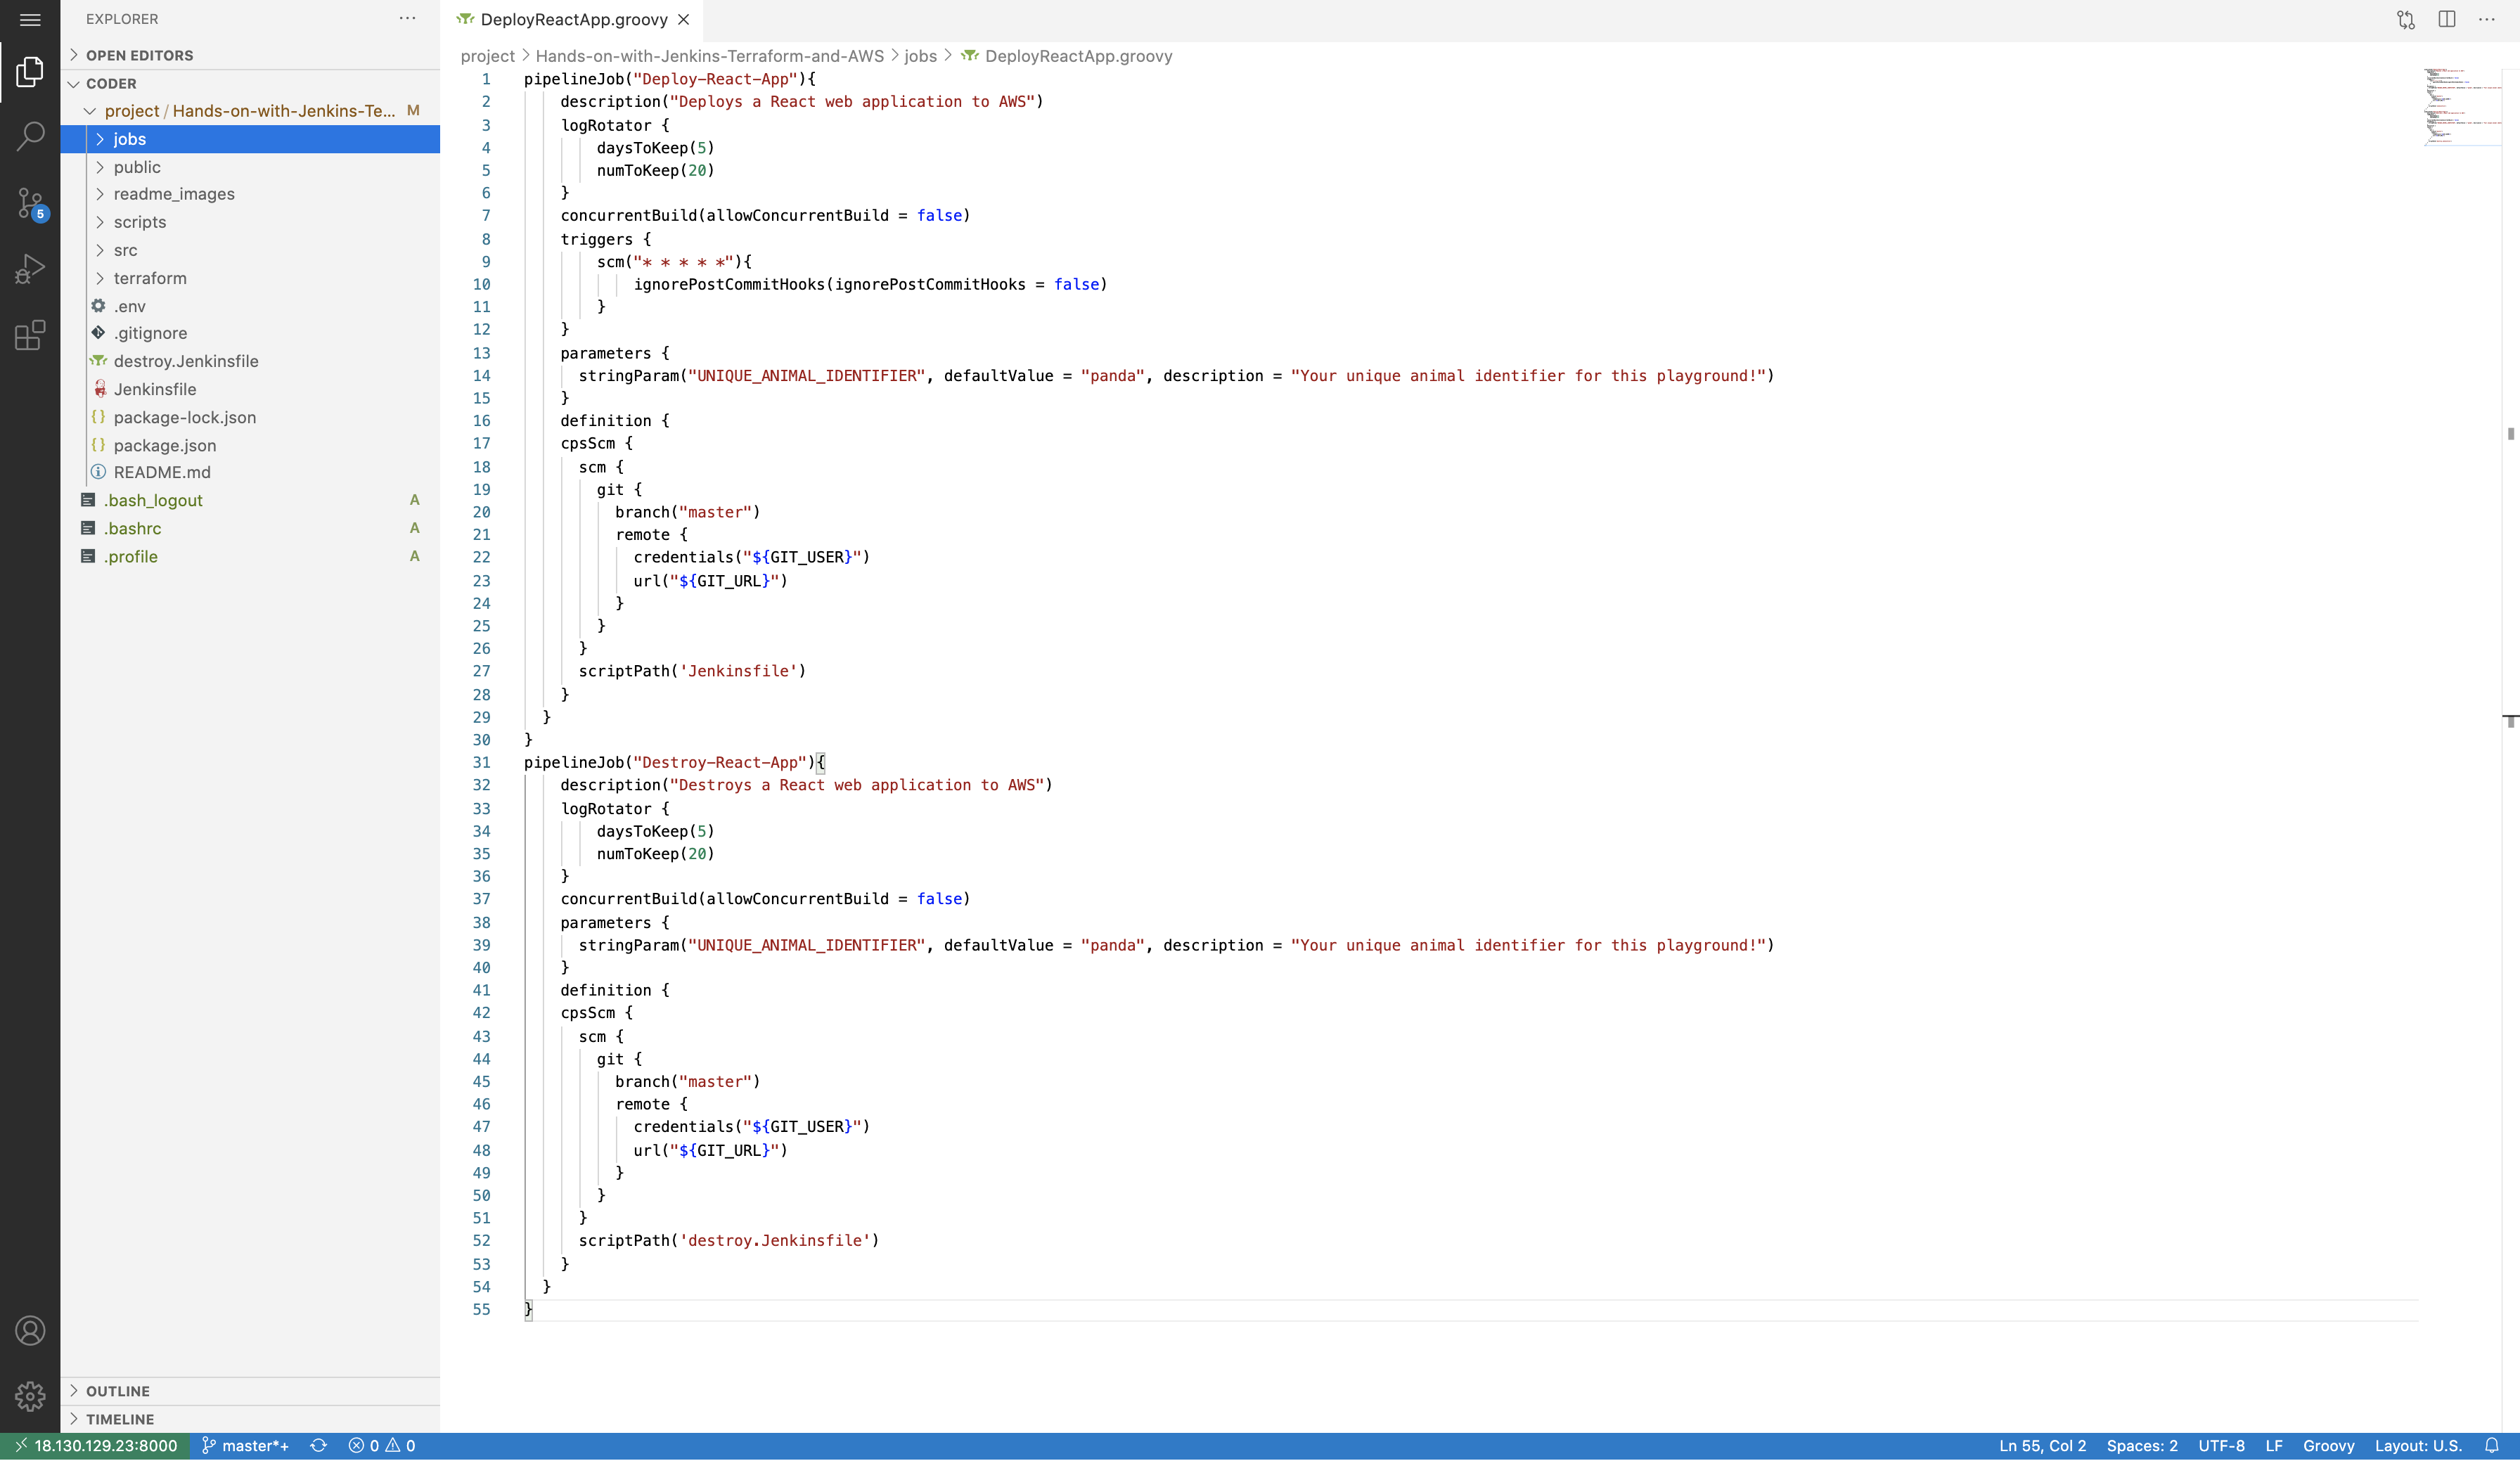 EXPLORER
OPEN EDITORS
CODER
project / Hands-on-with-Jenkins-Te... M
jobs
public
readme_images
scripts
src
terraform
.env
.gitignore
destroy.Jenkinsfile
Jenkinsfile
package-lock.json
package.json
README.md
.bash_logout A
.bashrc A
.profile A
OUTLINE
TIMELINE
5
DeployReactApp.groovy
project > Hands-on-with-Jenkins-Terraform-and-AWS > jobs > DeployReactApp.groovy
1 pipelineJob("Deploy-React-App"){
2 description("Deploys a React web application to AWS")
3 logRotator {
4 daysToKeep(5)
5 numToKeep(20)
6 }
7 concurrentBuild(allowConcurrentBuild = false)
8 triggers {
9 scm("* * * * *"){
10 ignorePostCommitHooks(ignorePostCommitHooks = false)
11 }
12 }
13 parameters {
14 stringParam("UNIQUE_ANIMAL_IDENTIFIER", defaultValue = "panda", description = "Your unique animal identifier for this playground!")
15 }
16 definition {
17 cpsScm {
18 scm {
19 git {
20 branch("master")
21 remote {
22 credentials("${GIT_USER}")
23 url("${GIT_URL}")
24 }
25 }
26 }
27 scriptPath('Jenkinsfile')
28 }
29 }
30 }
31 pipelineJob("Destroy-React-App"){
32 description("Destroys a React web application to AWS")
33 logRotator {
34 daysToKeep(5)
35 numToKeep(20)
36 }
37 concurrentBuild(allowConcurrentBuild = false)
38 parameters {
39 stringParam("UNIQUE_ANIMAL_IDENTIFIER", defaultValue = "panda", description = "Your unique animal identifier for this playground!")
40 }
41 definition {
42 cpsScm {
43 scm {
44 git {
45 branch("master")
46 remote {
47 credentials("${GIT_USER}")
48 url("${GIT_URL}")
49 }
50 }
51 }
52 scriptPath('destroy.Jenkinsfile')
53 }
54 }
55 }
18.130.129.23:8000 master*+ 0 0 Ln 55, Col 2 Spaces: 2 UTF-8 LF Groovy Layout: U.S.